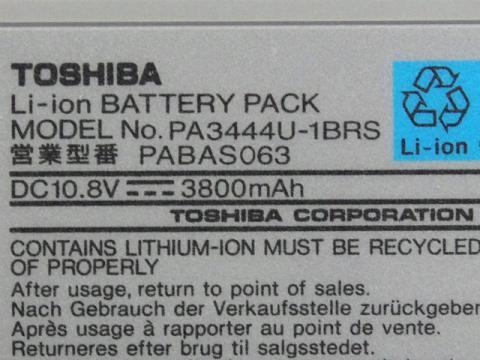 TOSHIBA
Li-ion BATTERY PACK
MODEL No. PA3444U-1BRS
営業型番 PABAS063
Li-ion
DC10.8V 3800mAh
TOSHIBA CORPORATION
CONTAINS LITHIUM-ION MUST BE RECYCLED
OF PROPERLY
After usage, return to point of sales.
Nach Gebrauch der Verkaufsstelle zurückgeben
Après usage à rapporter au point de vente.
Returneres efter brug til salgsstedet.